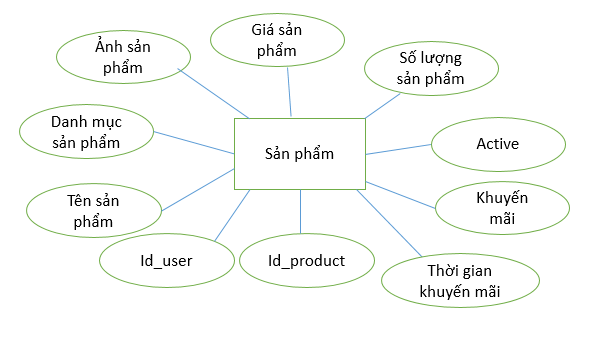 Ảnh sản
phẩm
Giá sản
phẩm
Số lượng
sản phẩm
Danh mục
sản phẩm
Sản phẩm
Active
Tên sản
phẩm
Khuyến
mãi
Id_user
Id_product
Thời gian
khuyến mãi